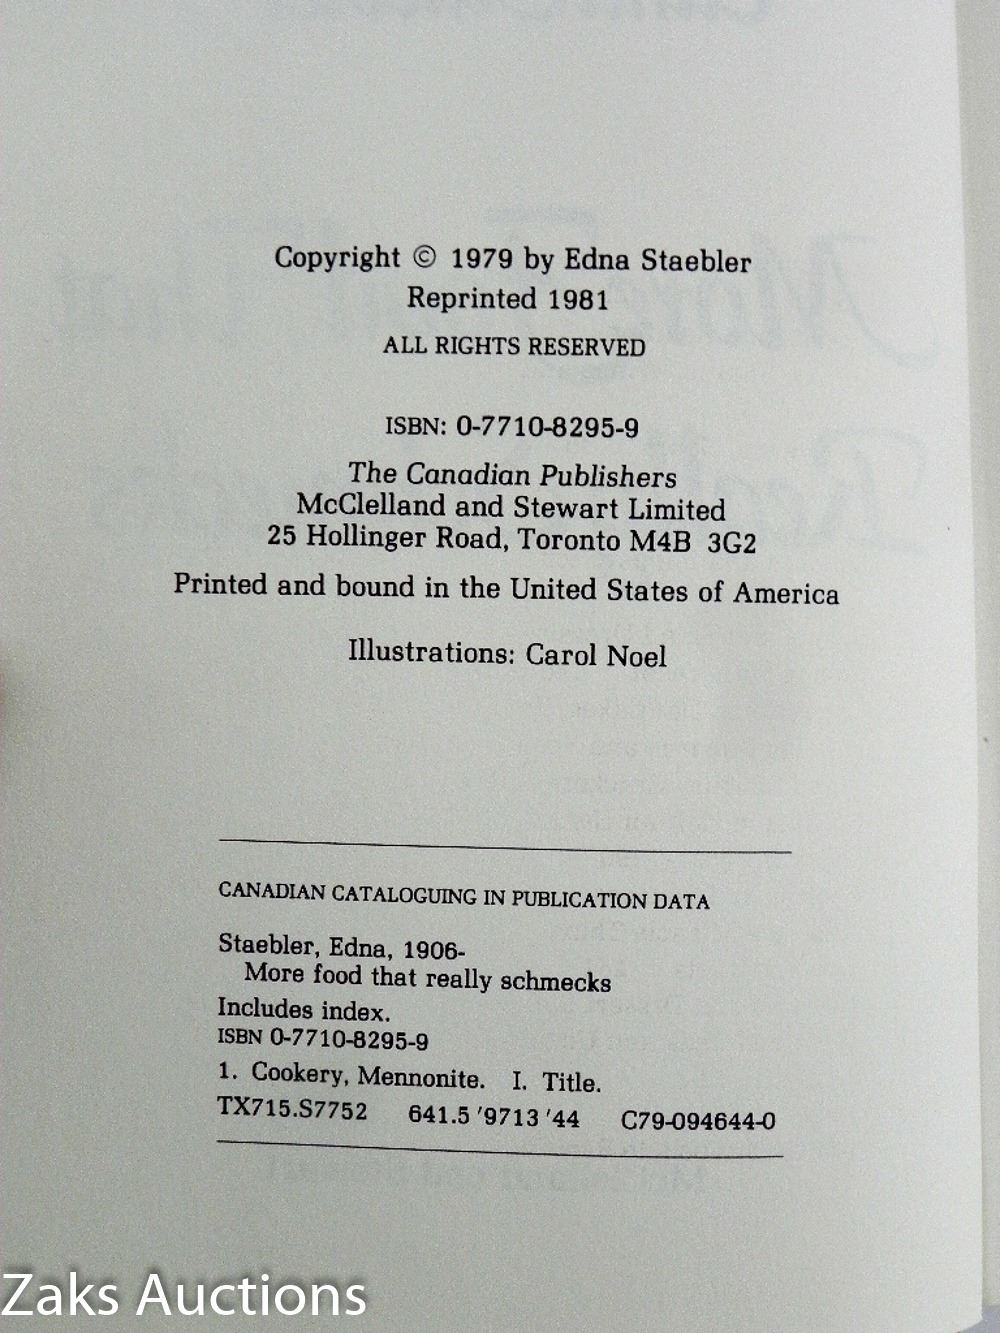 Copyright © 1979 by Edna Staebler
Reprinted 1981
ALL RIGHTS RESERVED
ISBN: 0-7710-8295-9
The Canadian Publishers
McClelland and Stewart Limited
25 Hollinger Road, Toronto M4B 3G2
Printed and bound in the United States of America
Illustrations: Carol Noel
CANADIAN CATALOGUING IN PUBLICATION DATA
Staebler, Edna, 1906-
More food that really schmecks
Includes index.
ISBN 0-7710-8295-9
1. Cookery, Mennonite. I. Title.
TX715.S7752 641.5 '9713 '44 C79-094644-0
Zaks Auctions